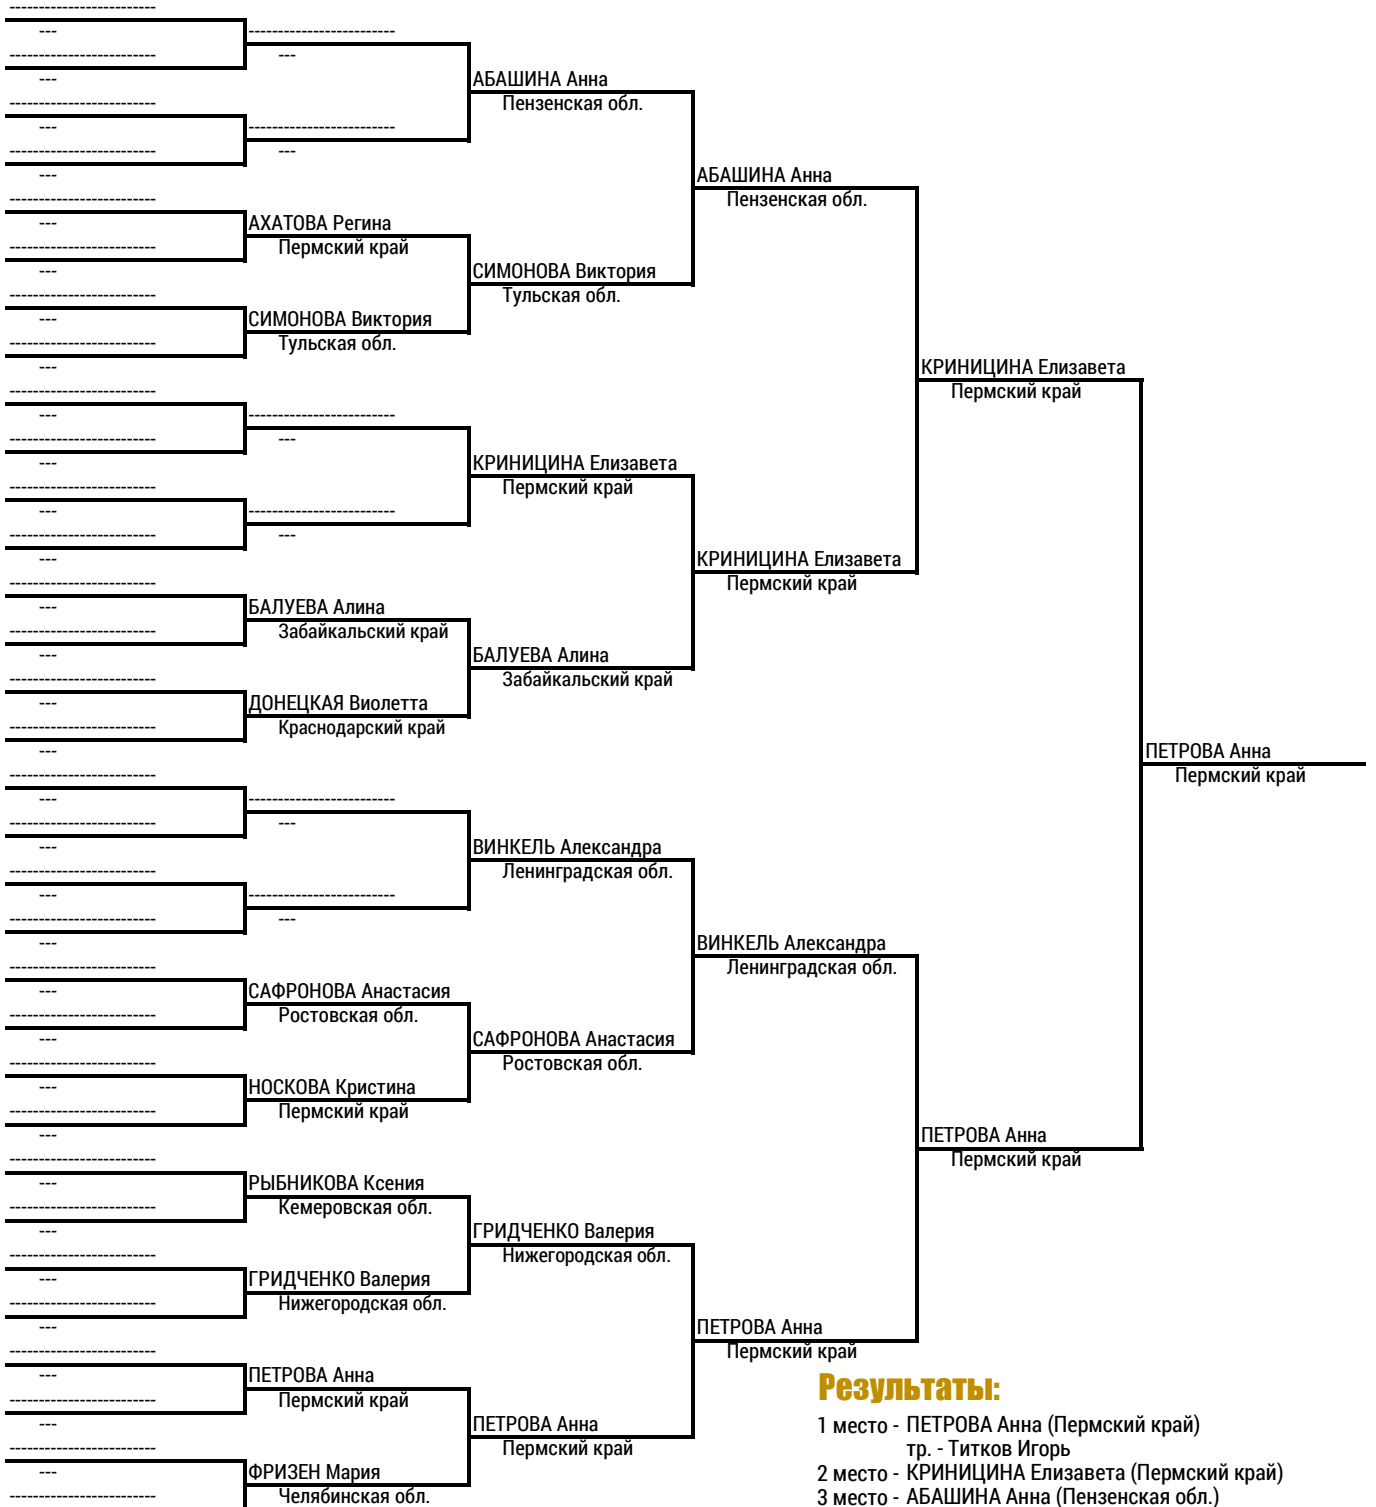 -------------------------
---
-------------------------
---
-------------------------
---
-------------------------
---
-------------------------
---
-------------------------
---
-------------------------
---
-------------------------
---
-------------------------
---
-------------------------
---
-------------------------
---
-------------------------
---
-------------------------
---
-------------------------
---
-------------------------
---
-------------------------
---
-------------------------
---
-------------------------
---
-------------------------
---
-------------------------
---
-------------------------
---
-------------------------
---
-------------------------
---
-------------------------
---
-------------------------
---
-------------------------
---
-------------------------
---
-------------------------
---
-------------------------
---
-------------------------
---
-------------------------
---
-------------------------
---
-------------------------
---
-------------------------
-------------------------
---
-------------------------
---
АХАТОВА Регина
Пермский край
СИМОНОВА Виктория
Тульская обл.
-------------------------
---
-------------------------
---
БАЛУЕВА Алина
Забайкальский край
ДОНЕЦКАЯ Виолетта
Краснодарский край
-------------------------
---
-------------------------
---
САФРОНОВА Анастасия
Ростовская обл.
НОСКОВА Кристина
Пермский край
РЫБНИКОВА Ксения
Кемеровская обл.
ГРИДЧЕНКО Валерия
Нижегородская обл.
ПЕТРОВА Анна
Пермский край
ФРИЗЕН Мария
Челябинская обл.
АБАШИНА Анна
Пензенская обл.
СИМОНОВА Виктория
Тульская обл.
КРИНИЦИНА Елизавета
Пермский край
БАЛУЕВА Алина
Забайкальский край
ВИНКЕЛЬ Александра
Ленинградская обл.
САФРОНОВА Анастасия
Ростовская обл.
ГРИДЧЕНКО Валерия
Нижегородская обл.
ПЕТРОВА Анна
Пермский край
АБАШИНА Анна
Пензенская обл.
КРИНИЦИНА Елизавета
Пермский край
ВИНКЕЛЬ Александра
Ленинградская обл.
ПЕТРОВА Анна
Пермский край
КРИНИЦИНА Елизавета
Пермский край
ПЕТРОВА Анна
Пермский край
ПЕТРОВА Анна
Пермский край
Результаты:
1 место - ПЕТРОВА Анна (Пермский край)
тр. - Титков Игорь
2 место - КРИНИЦИНА Елизавета (Пермский край)
3 место - АБАШИНА Анна (Пензенская обл.)